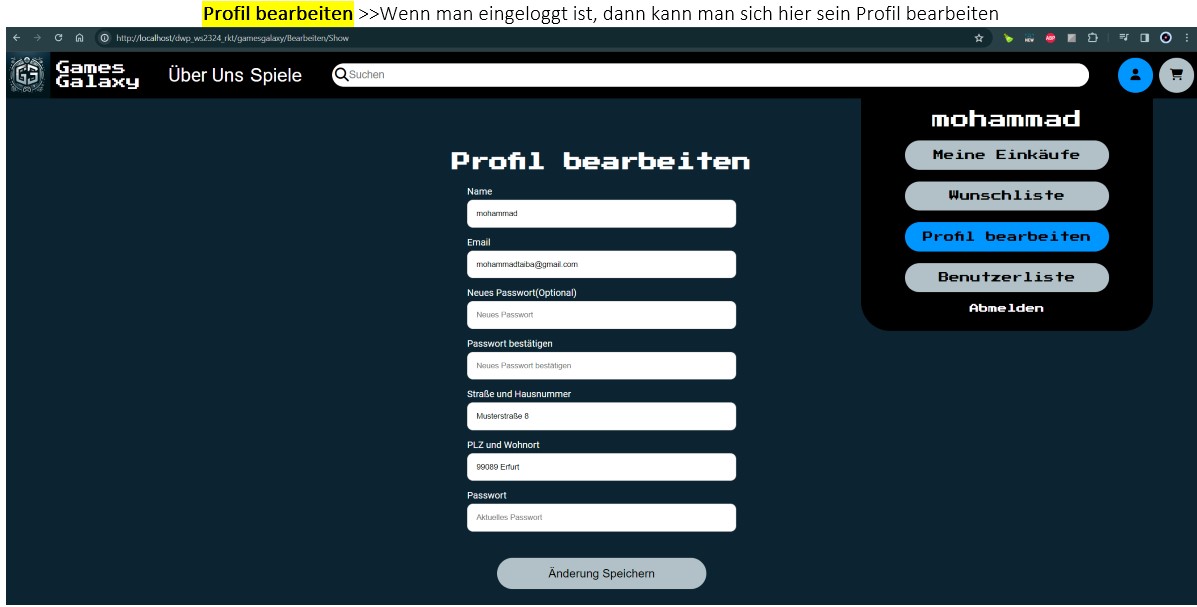 Profil bearbeiten >>Wenn man eingeloggt ist, dann kann man sich hier sein Profil bearbeiten
http://localhost/dwp_ws2324_rkt/gamesgalaxy/Bearbeiten/Show
NEW
ABP
GG
Games
Galaxy
Über Uns Spiele
Suchen
mohammad
Meine Einkäufe
Wunschliste
Profil bearbeiten
Benutzerliste
Abmelden
Profil bearbeiten
Name
mohammad
Email
mohammadtaiba@gmail.com
Neues Passwort(Optional)
Neues Passwort
Passwort bestätigen
Neues Passwort bestätigen
Straße und Hausnummer
Musterstraße 8
PLZ und Wohnort
99089 Erfurt
Passwort
Aktuelles Passwort
Änderung Speichern